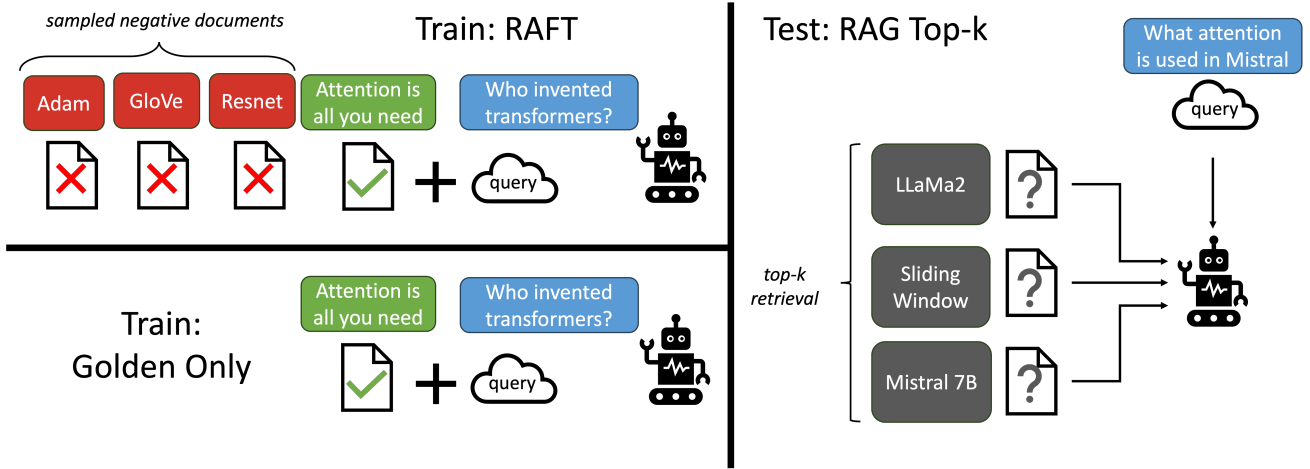 sampled negative documents
Train: RAFT
Adam
GloVe
Resnet
Attention is
all you need
Who invented
transformers?
query
Train:
Golden Only
Attention is
all you need
Who invented
transformers?
query
Test: RAG Top-k
What attention
is used in Mistral
query
top-k
retrieval
LLaMa2
?
Sliding
Window
?
Mistral 7B
?